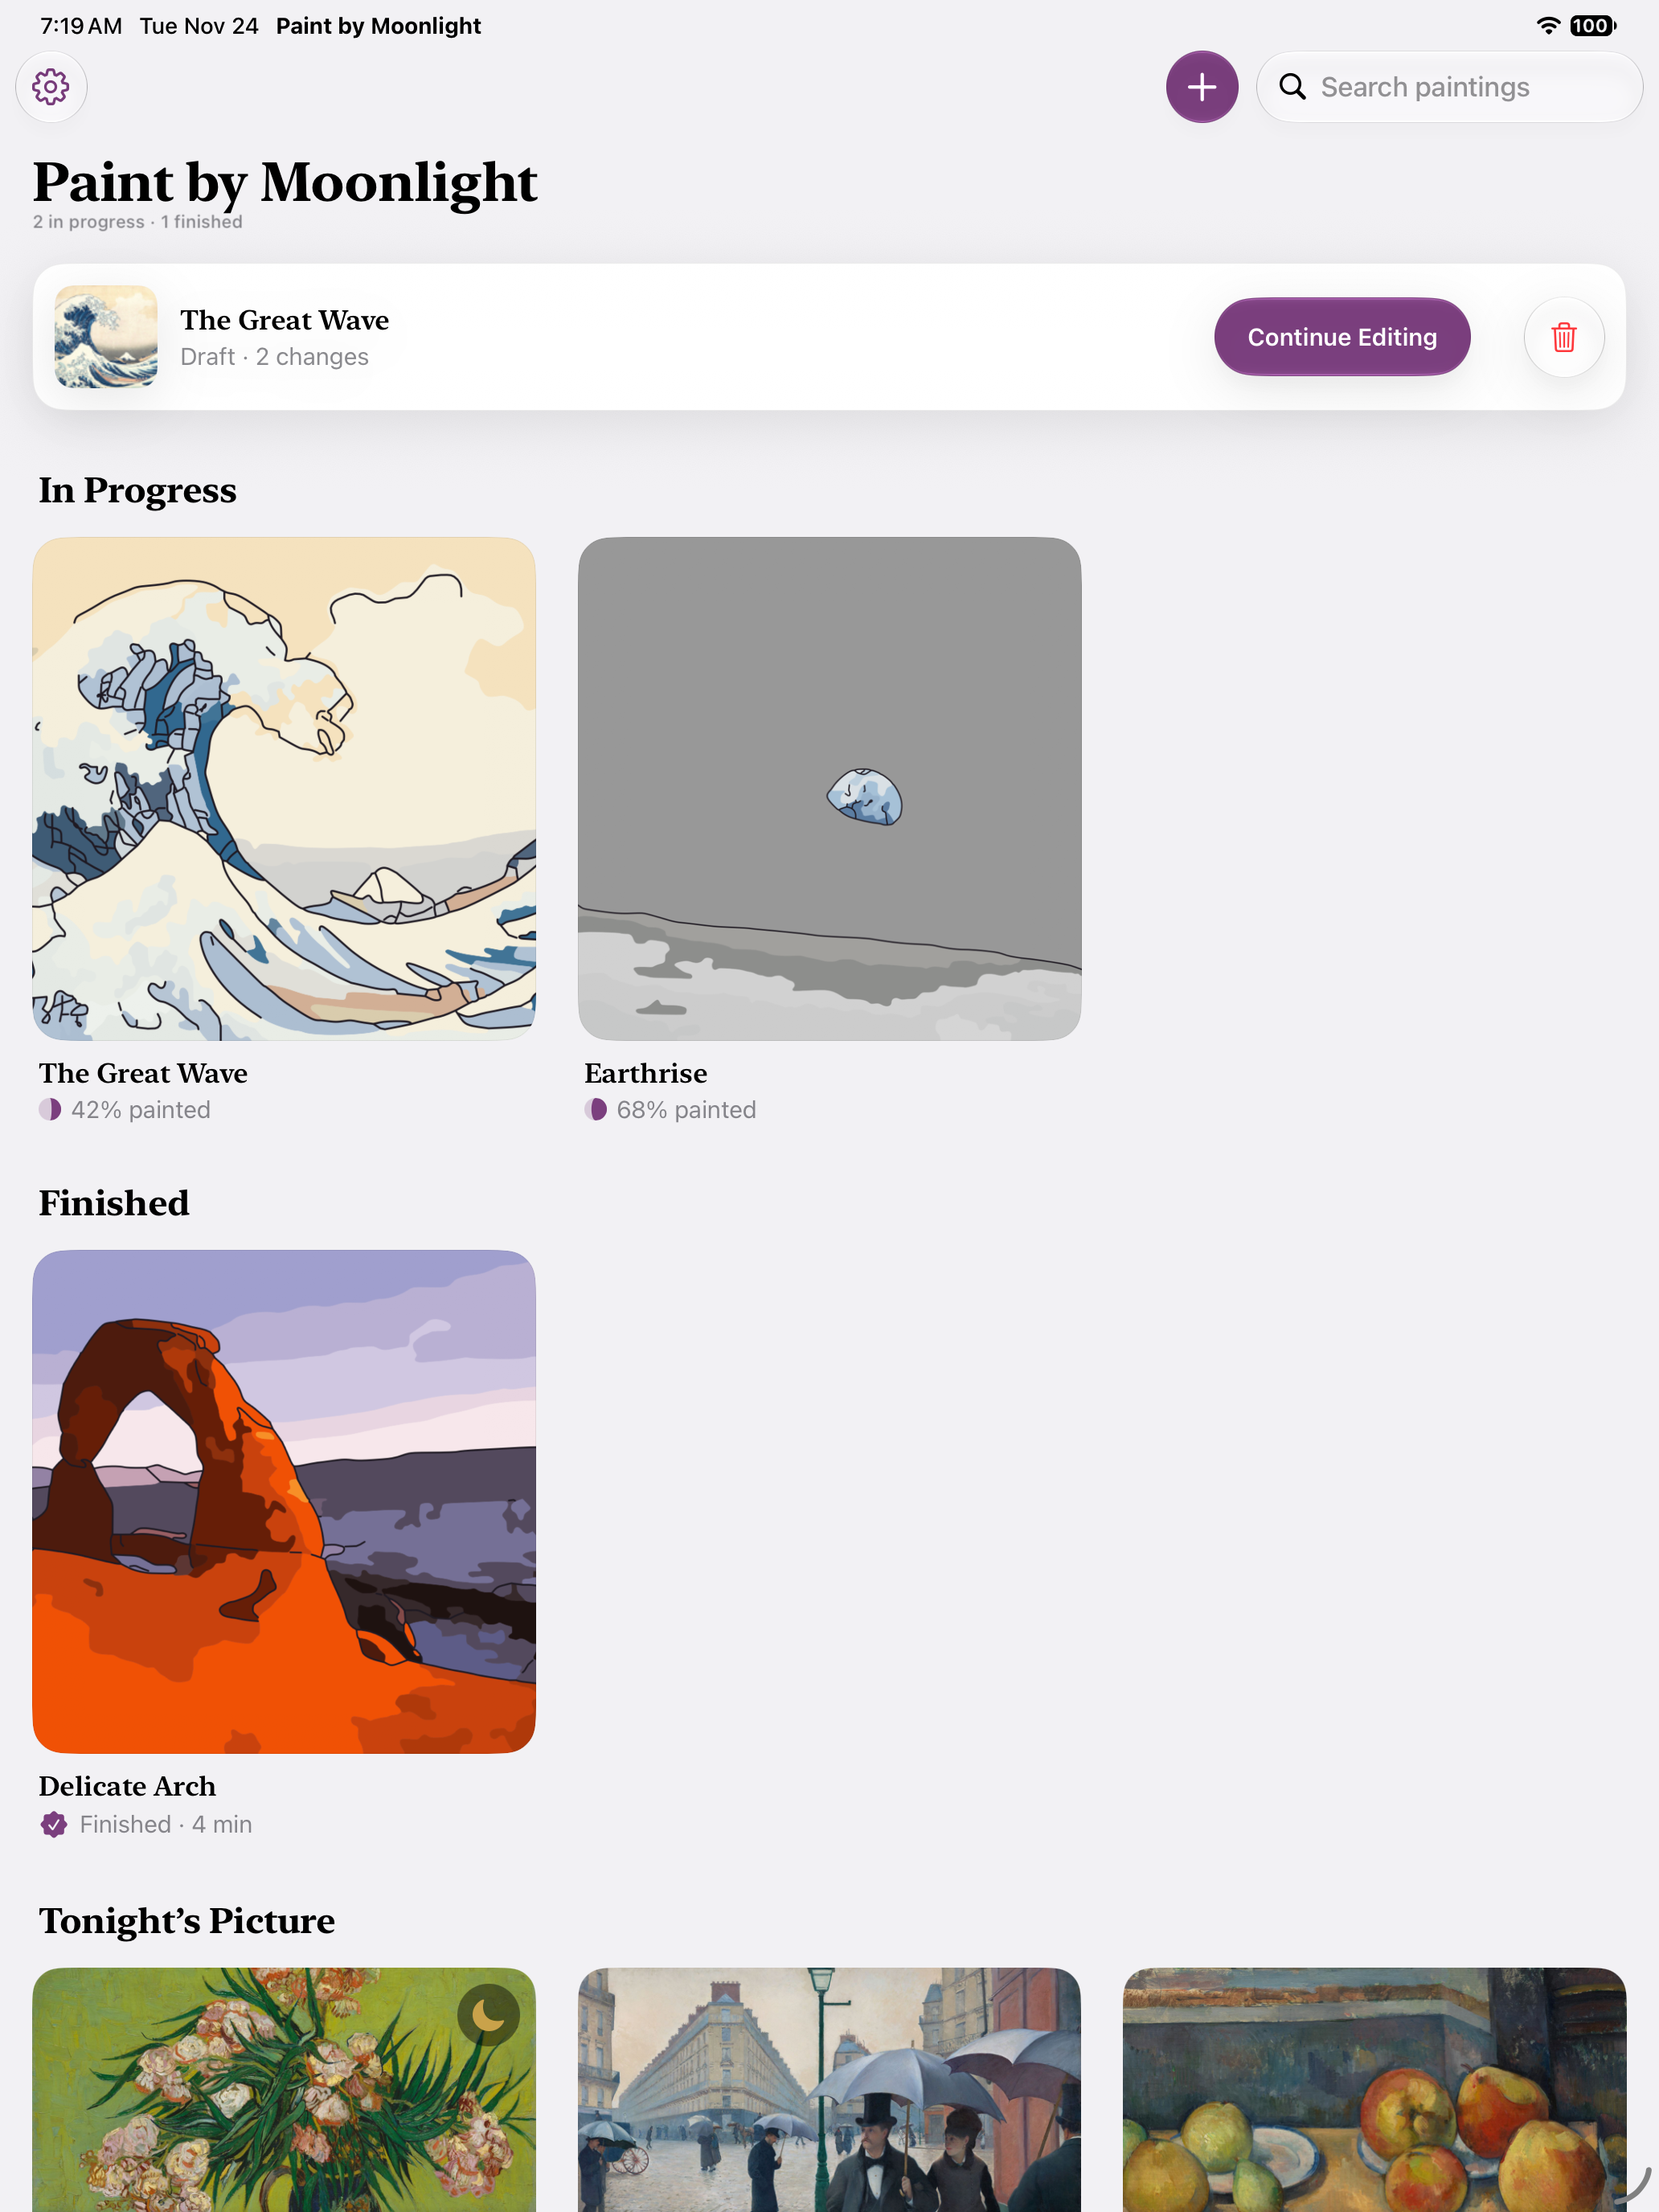 7:19 AM Tue Nov 24 Paint by Moonlight
100
Search paintings
Paint by Moonlight
2 in progress · 1 finished
The Great Wave
Draft · 2 changes
Continue Editing
In Progress
The Great Wave
42% painted
Earthrise
68% painted
Finished
Delicate Arch
Finished · 4 min
Tonight’s Picture